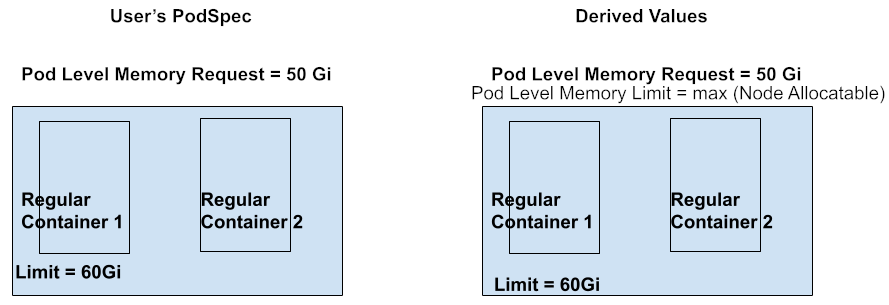 User's PodSpec
Pod Level Memory Request = 50 Gi
Regular
Container 1
Regular
Container 2
Limit = 60Gi
Derived Values
Pod Level Memory Request = 50 Gi
Pod Level Memory Limit = max (Node Allocatable)
Regular
Container 1
Regular
Container 2
Limit = 60Gi